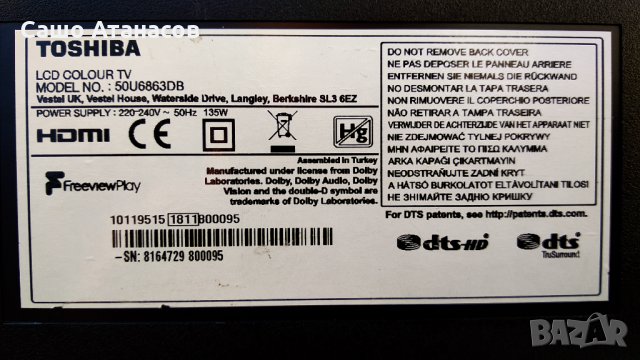 Сашо Атанасов
TOSHIBA
LCD COLOUR TV
MODEL NO. : 50U6863DB
Vestel UK, Vestel House, Waterside Drive, Langley, Berkshire SL3 6EZ
POWER SUPPLY : 220-240V ~ 50Hz 135W
HDMI
Hg
Assembled in Turkey
Manufactured under license from Dolby
Laboratories. Dolby, Dolby Audio, Dolby
Vision and the double-D symbol are
trademarks of Dolby Laboratories.
FreeviewPlay
10119515 1811 800095
-SN: 8164729 800095
DO NOT REMOVE BACK COVER
NE PAS DEPOSER LE PANNEAU ARRIERE
ENTFERNEN SIE NIEMALS DIE RÜCKWAND
NO DESMONTAR LA TAPA TRASERA
NON RIMUOVERE IL COPERCHIO POSTERIORE
NÃO RETIRAR A TAMPA TRASEIRA
VERWIJDER DE ACHTERZIJDE VAN HET APPARAAT NIET
NIE ZDEJMOWAĆ TYLNEJ POKRYWY
ΜΗΝ ΑΦΑΙΡΕΙΤΕ ΤΟ ΠΙΣΩ ΚΑΛΥΜΜΑ
ARKA KAPAĞI ÇIKARTMAYIN
NEODSTRAŇUJTE ZADNÍ KRYT
A HÁTSÓ BURKOLATOT ELTÁVOLÍTANI TILOS!
НЕ ЗНІМАЙТЕ ЗАДНЮ КРИШКУ
For DTS patents, see http://patents.dts.com.
dts-HD
dts
TruSurround
BAZAR